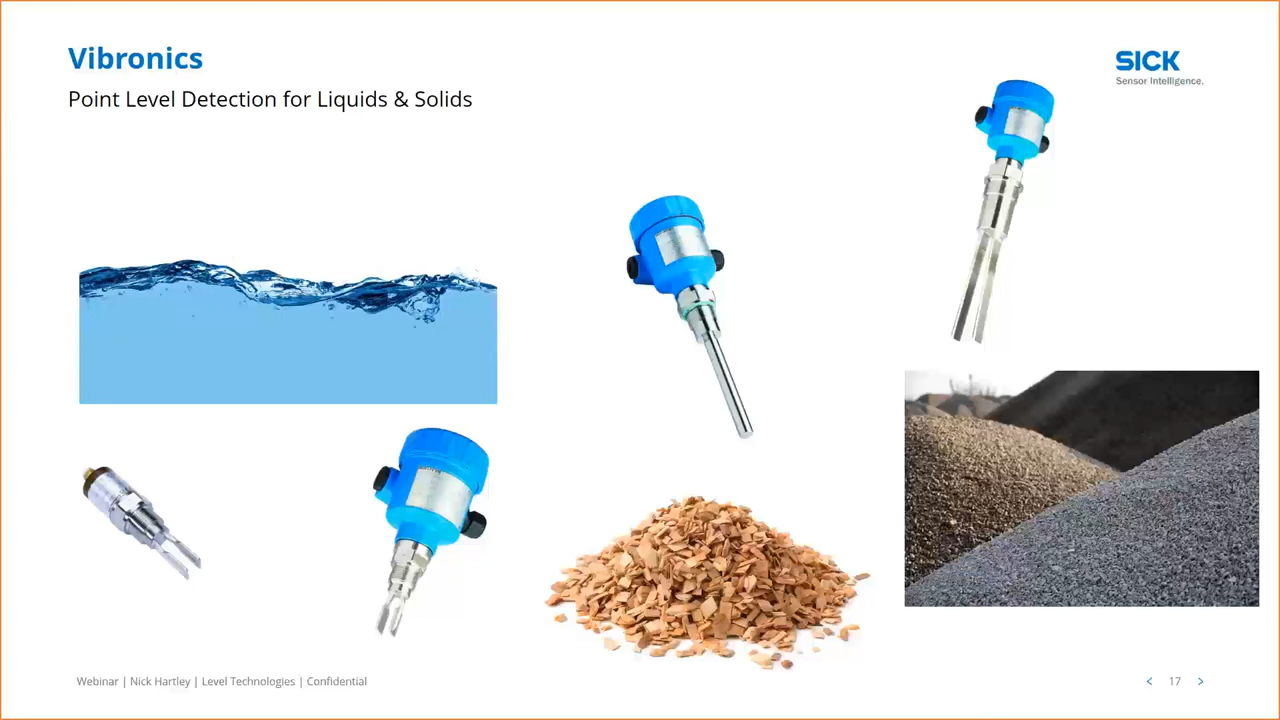 Vibronics
Point Level Detection for Liquids & Solids
SICK
Sensor Intelligence.
Webinar | Nick Hartley | Level Technologies | Confidential
< 17 >